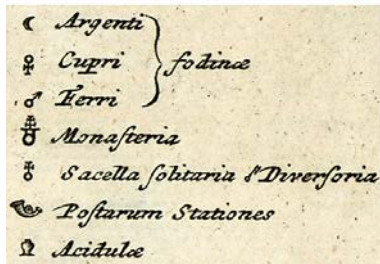 Argenti
Cupri fodinæ
Ferri
Monaſteria
Sacella ſolitaria & Diverſoria
Poſtarum Stationes
Acidulæ